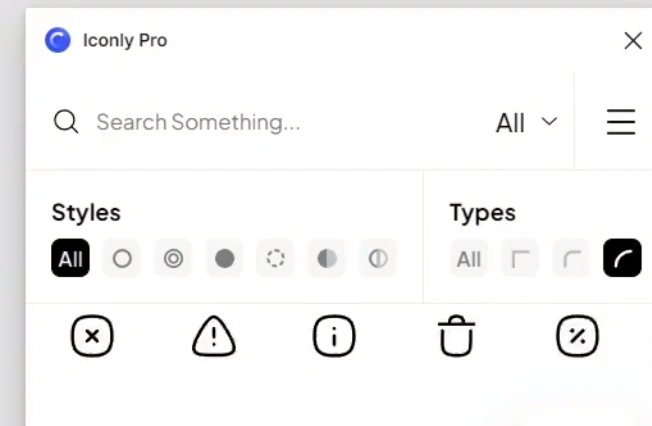 Iconly Pro
Search Something...
All
Styles
Types
All
All